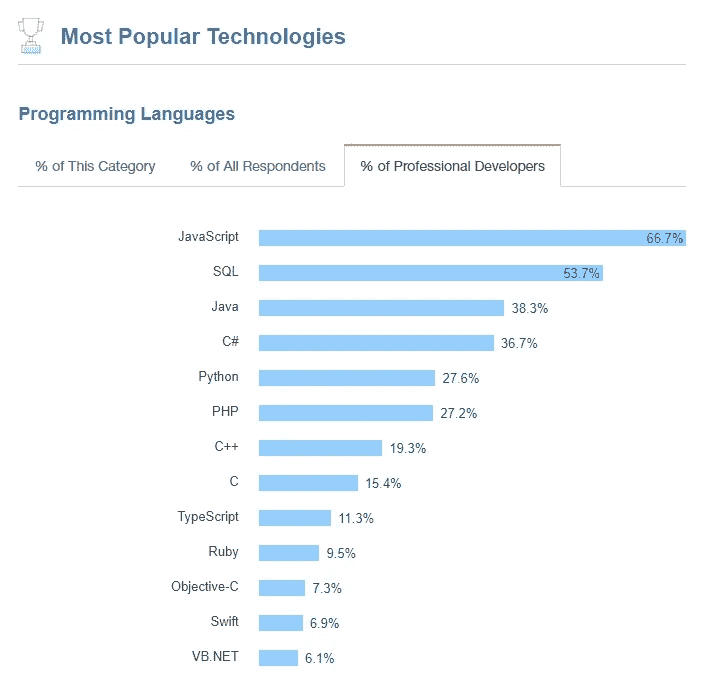 Most Popular Technologies
Programming Languages
% of This Category % of All Respondents % of Professional Developers
JavaScript 66.7%
SQL 53.7%
Java 38.3%
C# 36.7%
Python 27.6%
PHP 27.2%
C++ 19.3%
C 15.4%
TypeScript 11.3%
Ruby 9.5%
Objective-C 7.3%
Swift 6.9%
VB.NET 6.1%